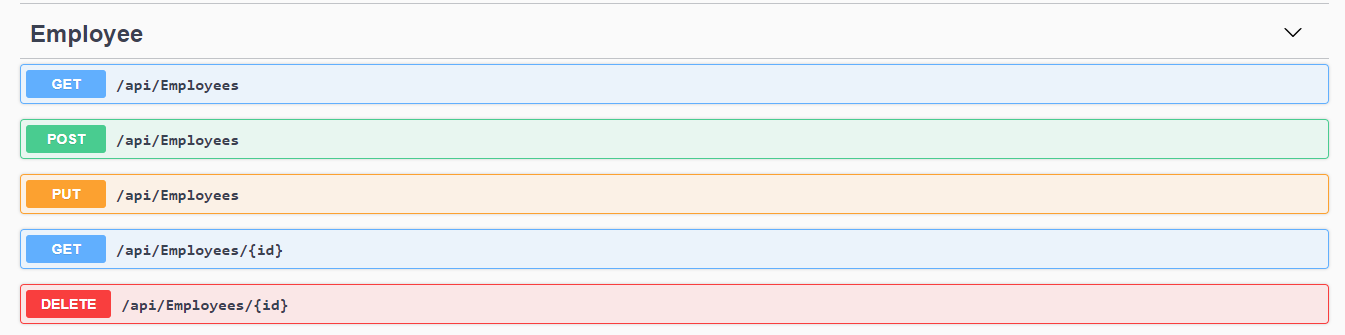 Employee
GET /api/Employees
POST /api/Employees
PUT /api/Employees
GET /api/Employees/{id}
DELETE /api/Employees/{id}